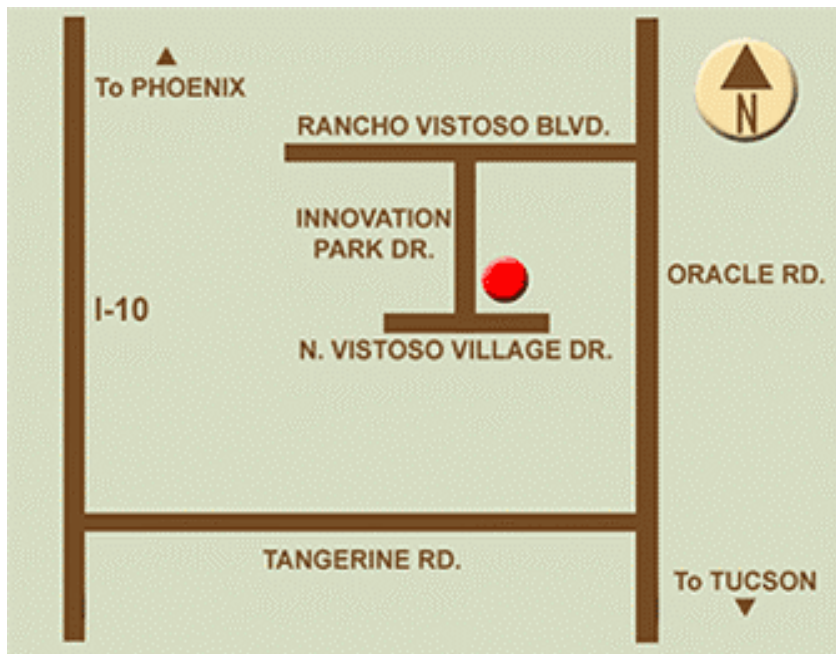 To PHOENIX
N
RANCHO VISTOSO BLVD.
INNOVATION
PARK DR.
ORACLE RD.
I-10
N. VISTOSO VILLAGE DR.
TANGERINE RD.
To TUCSON